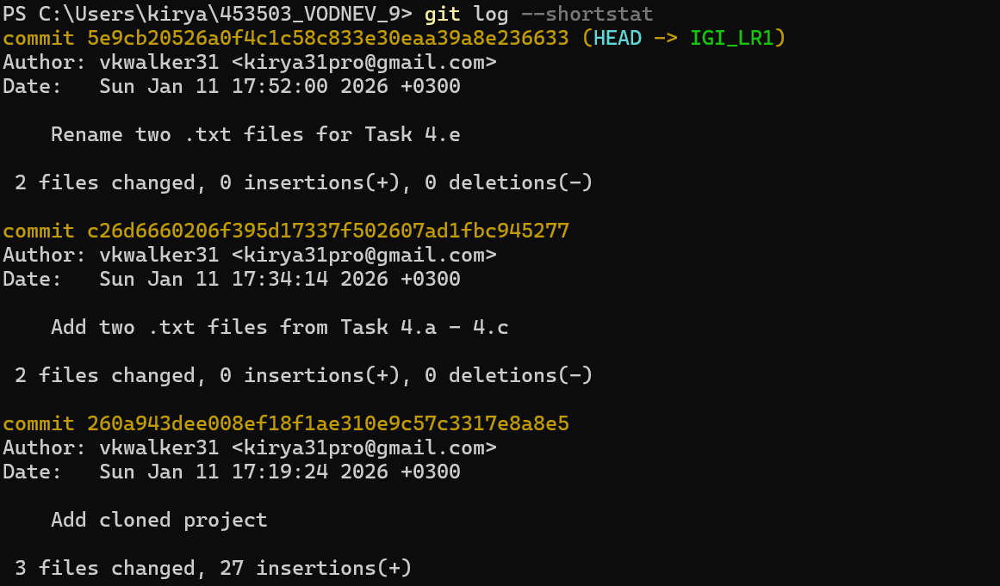 PS C:\Users\kirya\453503_VODNEV_9> git log --shortstat
commit 5e9cb20526a0f4c1c58c833e30eaa39a8e236633 (HEAD -> IGI_LR1)
Author: vkwalker31 <kirya31pro@gmail.com>
Date:   Sun Jan 11 17:52:00 2026 +0300

    Rename two .txt files for Task 4.e

 2 files changed, 0 insertions(+), 0 deletions(-)

commit c26d6660206f395d17337f502607ad1fbc945277
Author: vkwalker31 <kirya31pro@gmail.com>
Date:   Sun Jan 11 17:34:14 2026 +0300

    Add two .txt files from Task 4.a - 4.c

 2 files changed, 0 insertions(+), 0 deletions(-)

commit 260a943dee008ef18f1ae310e9c57c3317e8a8e5
Author: vkwalker31 <kirya31pro@gmail.com>
Date:   Sun Jan 11 17:19:24 2026 +0300

    Add cloned project

 3 files changed, 27 insertions(+)